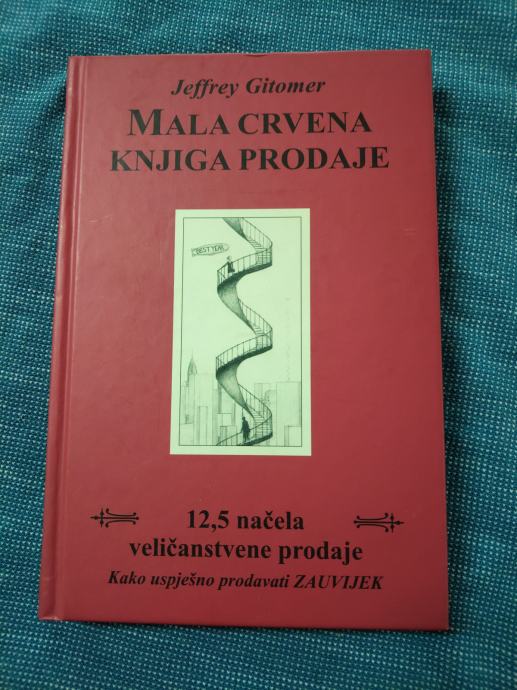 Jeffrey Gitomer
MALA CRVENA
KNJIGA PRODAJE
BEST YEAR
12,5 načela
veličanstvene prodaje
Kako uspješno prodavati ZAUVIJEK